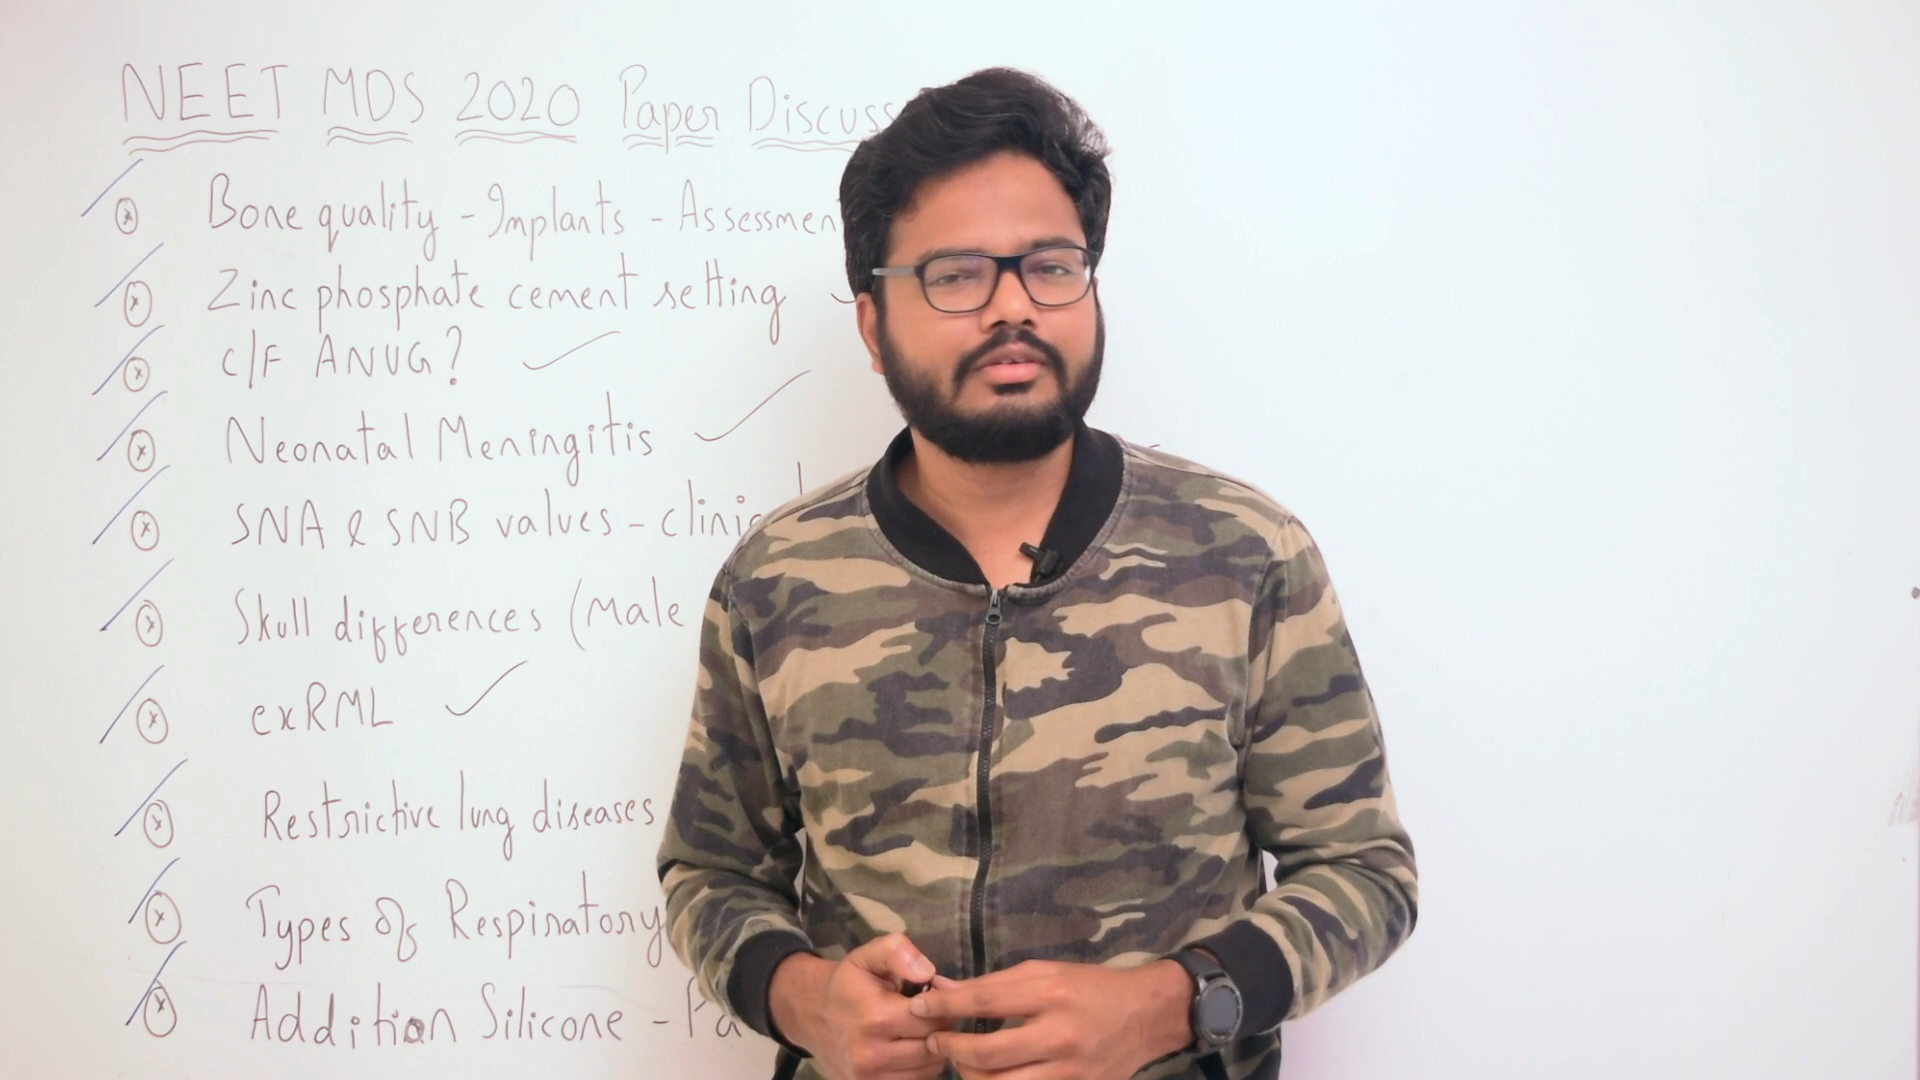 NEET MDS 2020 Paper Discuss
Bone quality - Implants - Assessmen
Zinc phosphate cement setting
C/F ANUG?
Neonatal Meningitis
SNA & SNB values - clinic
Skull differences (Male
exRML
Restrictive lung diseases
Types of Respiratory
Addition Silicone - Pa